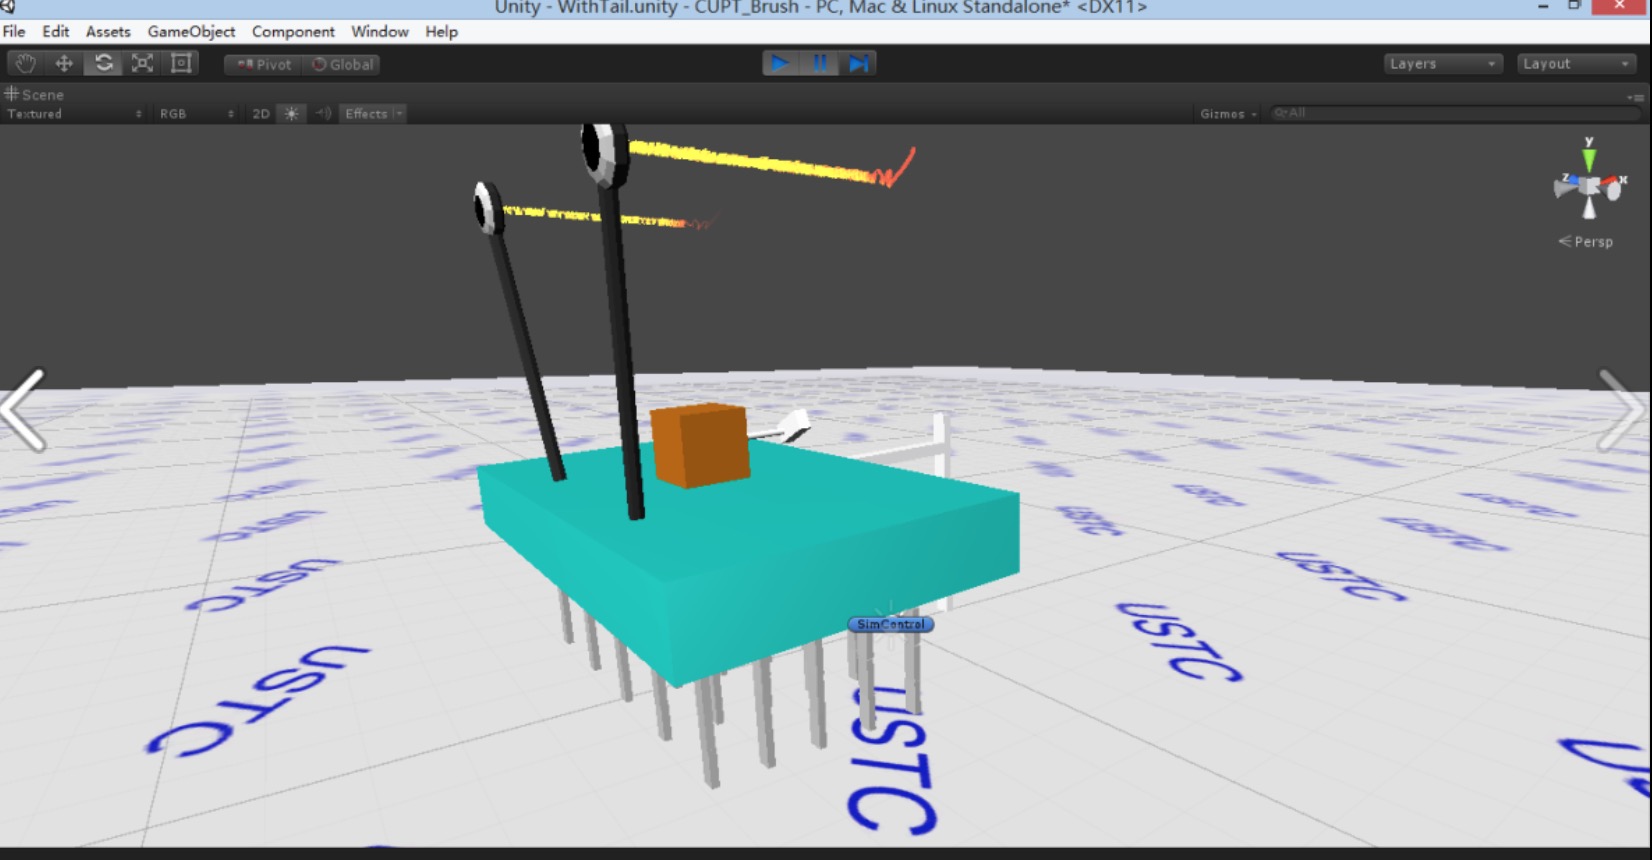 Unity - WithTail.unity - CUPT_Brush - PC, Mac & Linux Standalone* <DX11>
File Edit Assets GameObject Component Window Help
Pivot Global Layers Layout
Scene
Textured RGB 2D Effects Gizmos All
y
z x
Persp
USTC
USTC
USTC
USTC
USTC
USTC
USTC
USTC
SimControl
USTC
USTC
USTC